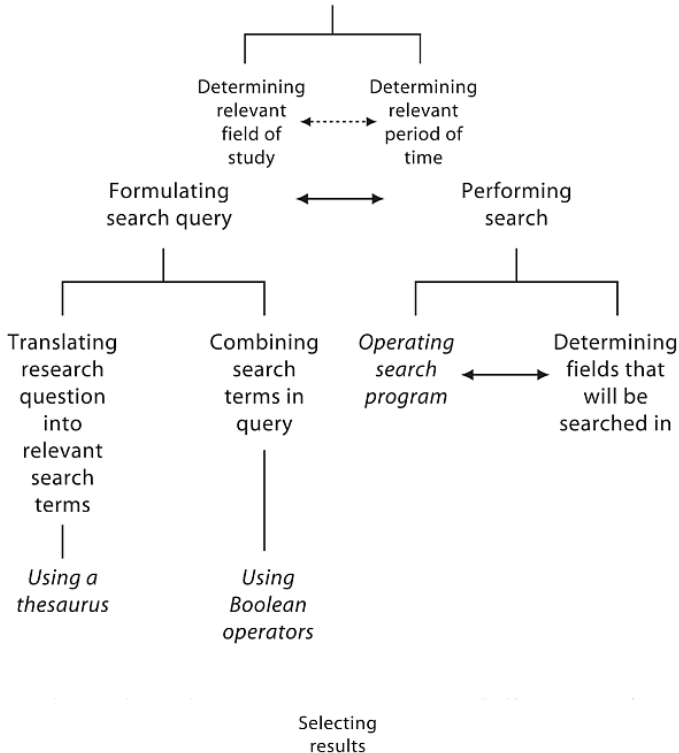 Determining
relevant
field of
study
Determining
relevant
period of
time
Formulating
search query
Performing
search
Translating
research
question
into
relevant
search
terms
Combining
search
terms in
query
Operating
search
program
Determining
fields that
will be
searched in
Using a
thesaurus
Using
Boolean
operators
Selecting
results